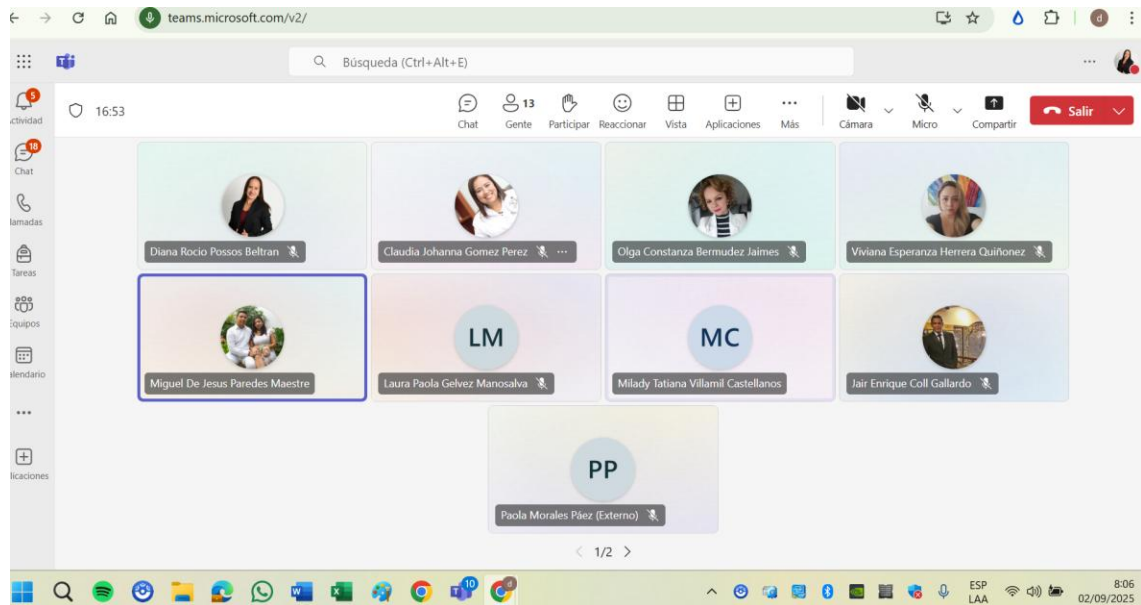 teams.microsoft.com/v2/
d
Búsqueda (Ctrl+Alt+E)
5
ctividad
16:53
13
Chat
Gente
Participar
Reaccionar
Vista
Aplicaciones
Más
Cámara
Micro
Compartir
Salir
18
Chat
lamadas
Tareas
Equipos
alendario
licaciones
Diana Rocio Possos Beltran
Claudia Johanna Gomez Perez
Olga Constanza Bermudez Jaimes
Viviana Esperanza Herrera Quiñonez
Miguel De Jesus Paredes Maestre
LM
Laura Paola Gelvez Manosalva
MC
Milady Tatiana Villamil Castellanos
Jair Enrique Coll Gallardo
PP
Paola Morales Páez (Externo)
1/2
10
d
ESP
LAA
8:06
02/09/2025